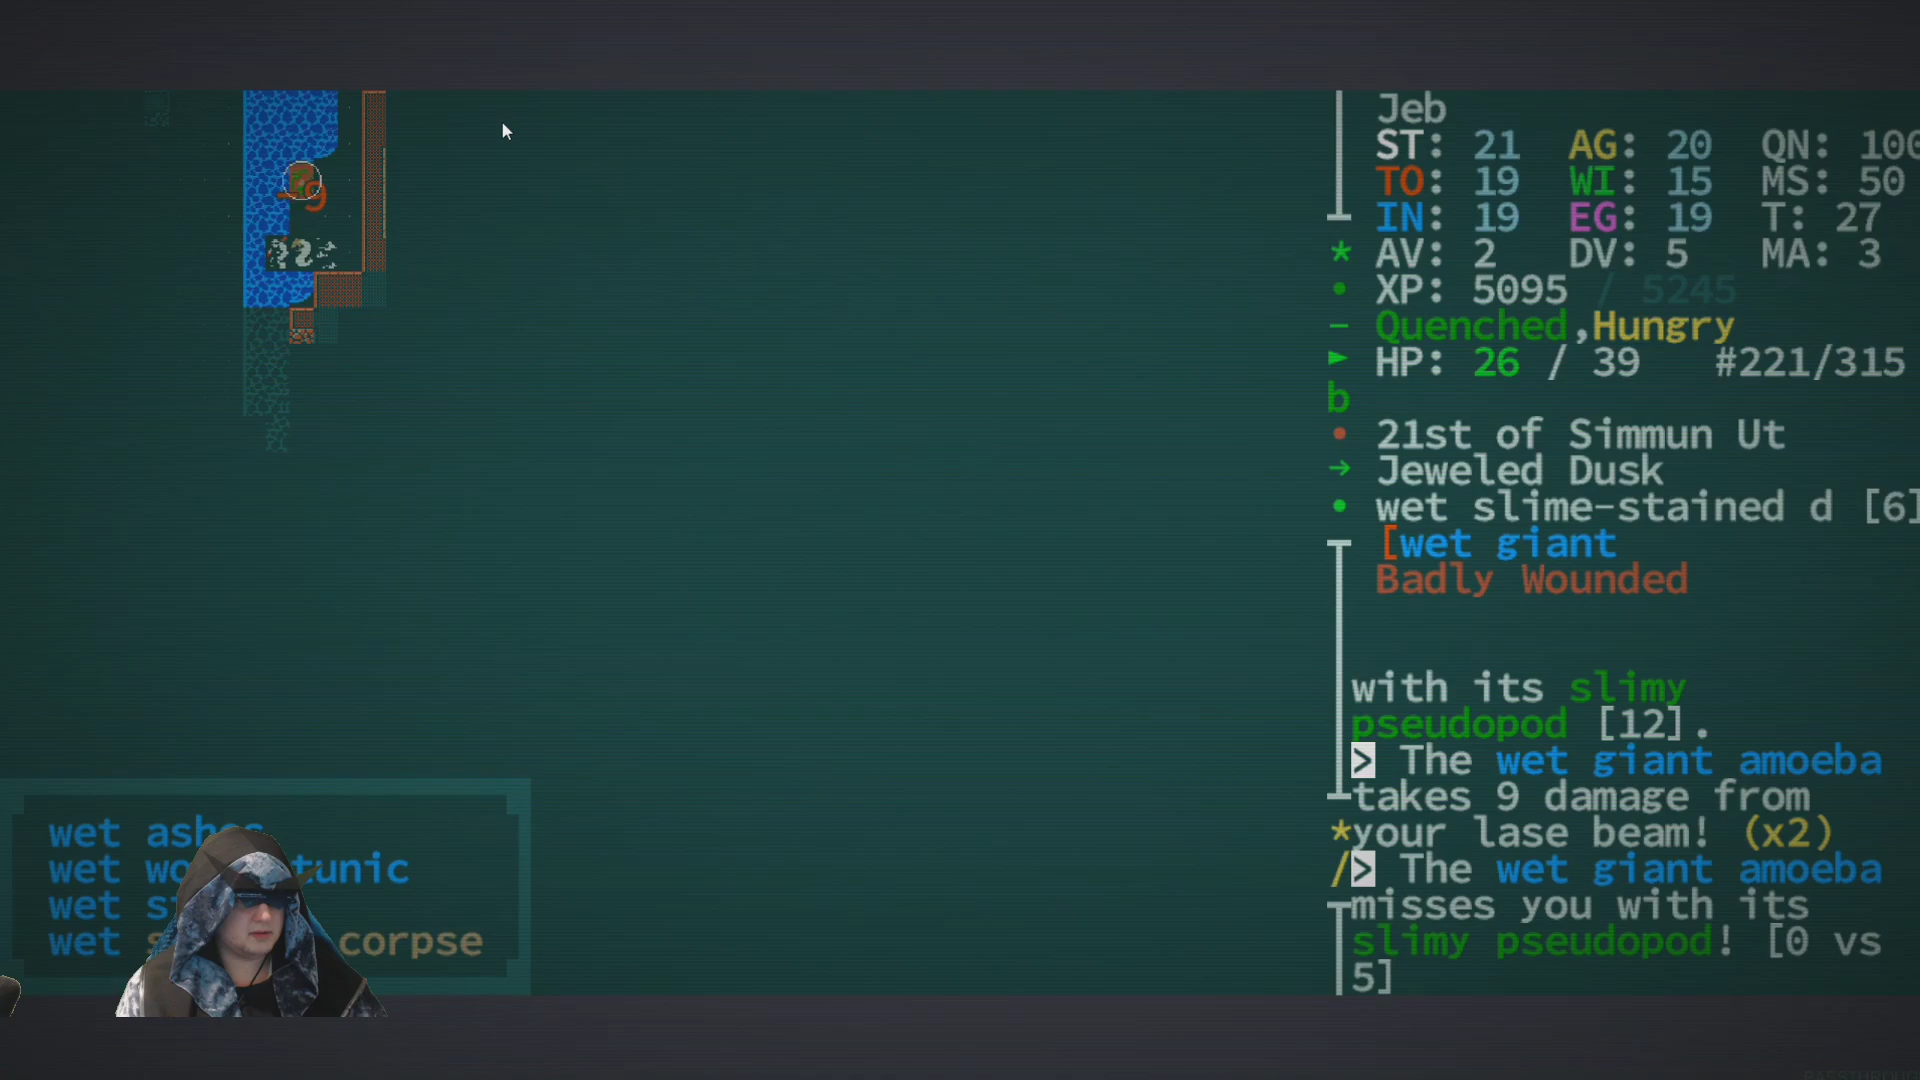 Jeb
ST: 21 AG: 20 QN: 100
TO: 19 WI: 15 MS: 50
IN: 19 EG: 19 T: 27
AV: 2 DV: 5 MA: 3
XP: 5095 / 5245
Quenched,Hungry
HP: 26 / 39 #221/315
b
21st of Simmun Ut
Jeweled Dusk
wet slime-stained d [6]
[wet giant
Badly Wounded
with its slimy
pseudopod [12].
> The wet giant amoeba
takes 9 damage from
your lase beam! (x2)
> The wet giant amoeba
misses you with its
slimy pseudopod! [0 vs
5]
-9
wet ashes
wet tunic
wet
wet corpse